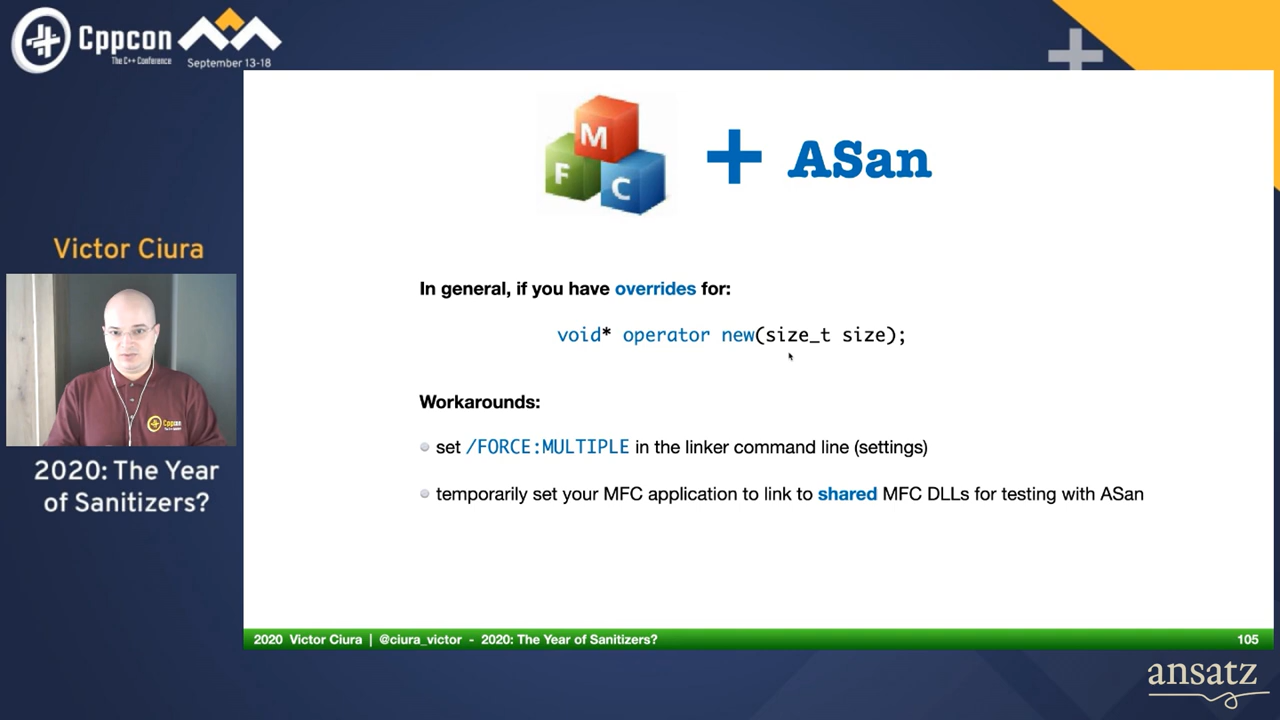 Cppcon
The C++ Conference
September 13-18
M
F
C
+ ASan
Victor Ciura
2020: The Year
of Sanitizers?
In general, if you have overrides for:
void* operator new(size_t size);
Workarounds:
set /FORCE:MULTIPLE in the linker command line (settings)
temporarily set your MFC application to link to shared MFC DLLs for testing with ASan
2020 Victor Ciura | @ciura_victor - 2020: The Year of Sanitizers?
105
ansatz